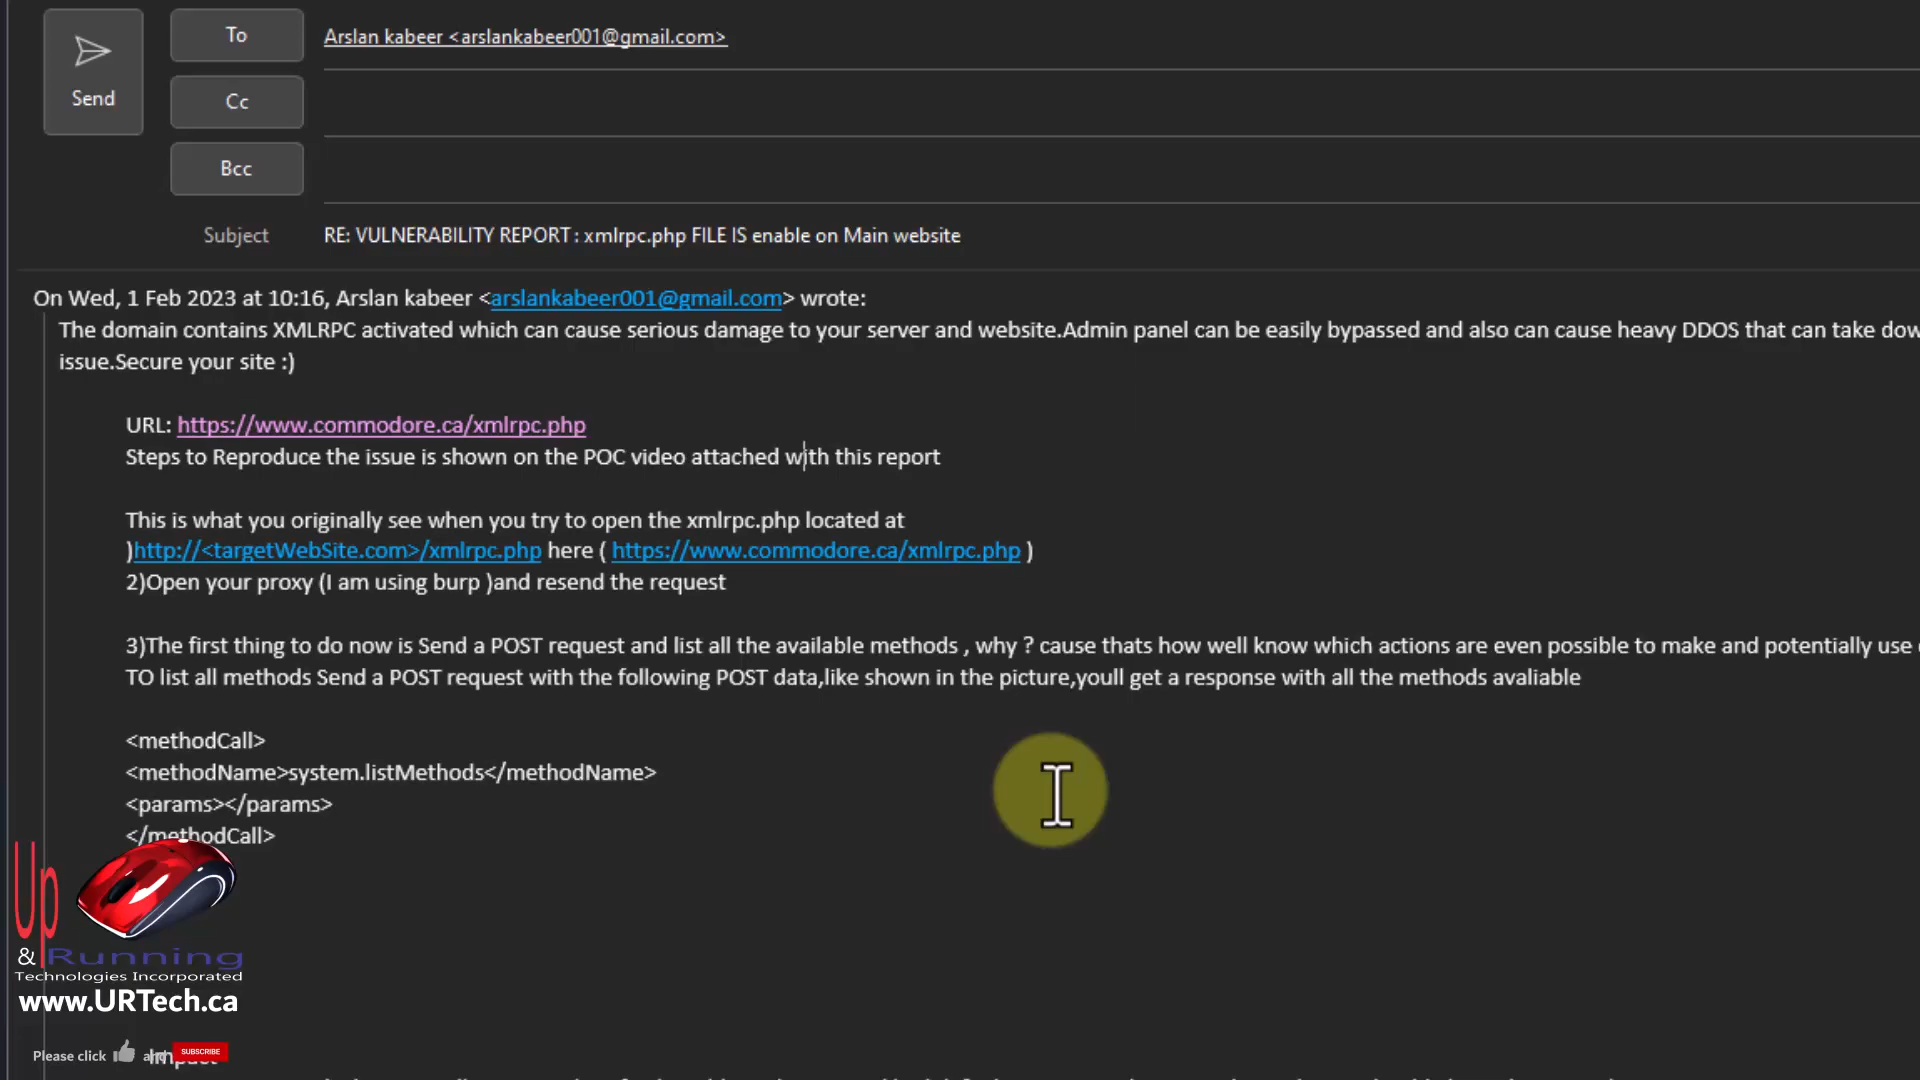 To
Arslan kabeer <arslankabeer001@gmail.com>
Send
Cc
Bcc
Subject
RE: VULNERABILITY REPORT : xmlrpc.php FILE IS enable on Main website
On Wed, 1 Feb 2023 at 10:16, Arslan kabeer <arslankabeer001@gmail.com> wrote:
The domain contains XMLRPC activated which can cause serious damage to your server and website.Admin panel can be easily bypassed and also can cause heavy DDOS that can take
issue.Secure your site :)
URL: https://www.commodore.ca/xmlrpc.php
Steps to Reproduce the issue is shown on the POC video attached with this report
This is what you originally see when you try to open the xmlrpc.php located at
)http://<targetWebSite.com>/xmlrpc.php here ( https://www.commodore.ca/xmlrpc.php )
2)Open your proxy (I am using burp )and resend the request
3)The first thing to do now is Send a POST request and list all the available methods , why ? cause thats how well know which actions are even possible to make and potentially use
TO list all methods Send a POST request with the following POST data,like shown in the picture,youll get a response with all the methods avaliable
<methodCall>
<methodName>system.listMethods</methodName>
<params></params>
</methodCall>
Up
& Running
Technologies Incorporated
www.URTech.ca
Please click and SUBSCRIBE
Impact